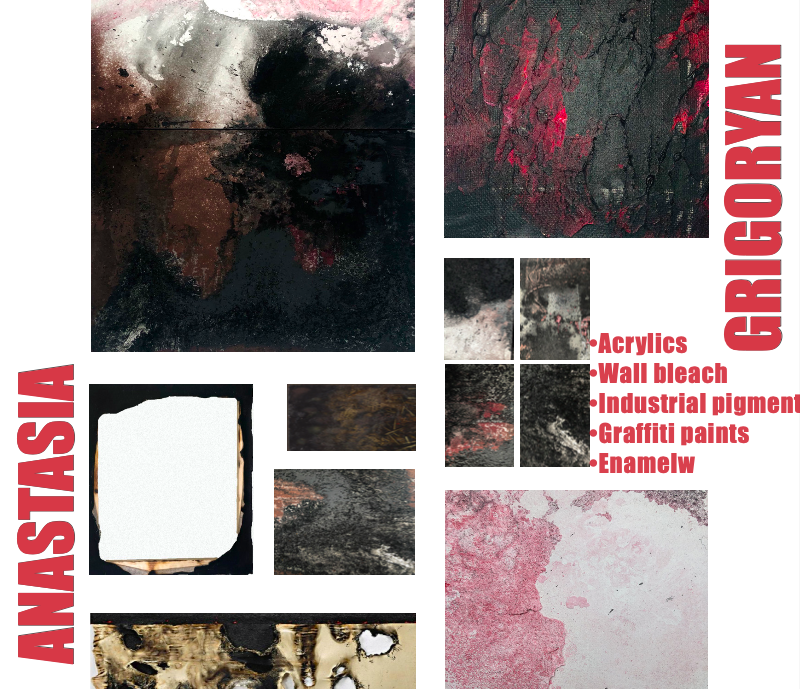 ANASTASIA
GRIGORYAN
•Acrylics
•Wall bleach
•Industrial pigment
•Graffiti paints
•Enamelw